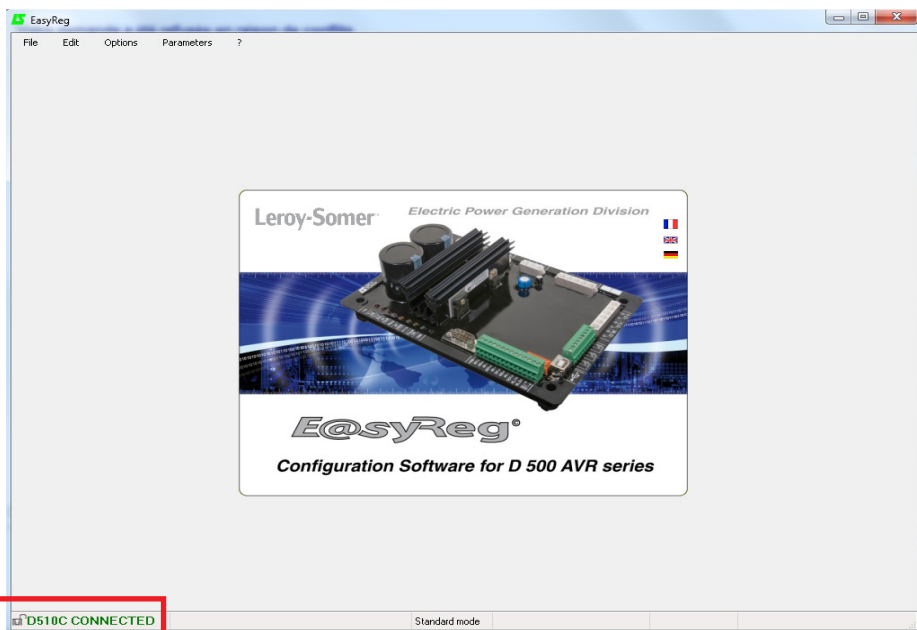 EasyReg
File Edit Options Parameters ?
Leroy-Somer
Electric Power Generation Division
E@syReg©
Configuration Software for D 500 AVR series
D510C CONNECTED
Standard mode